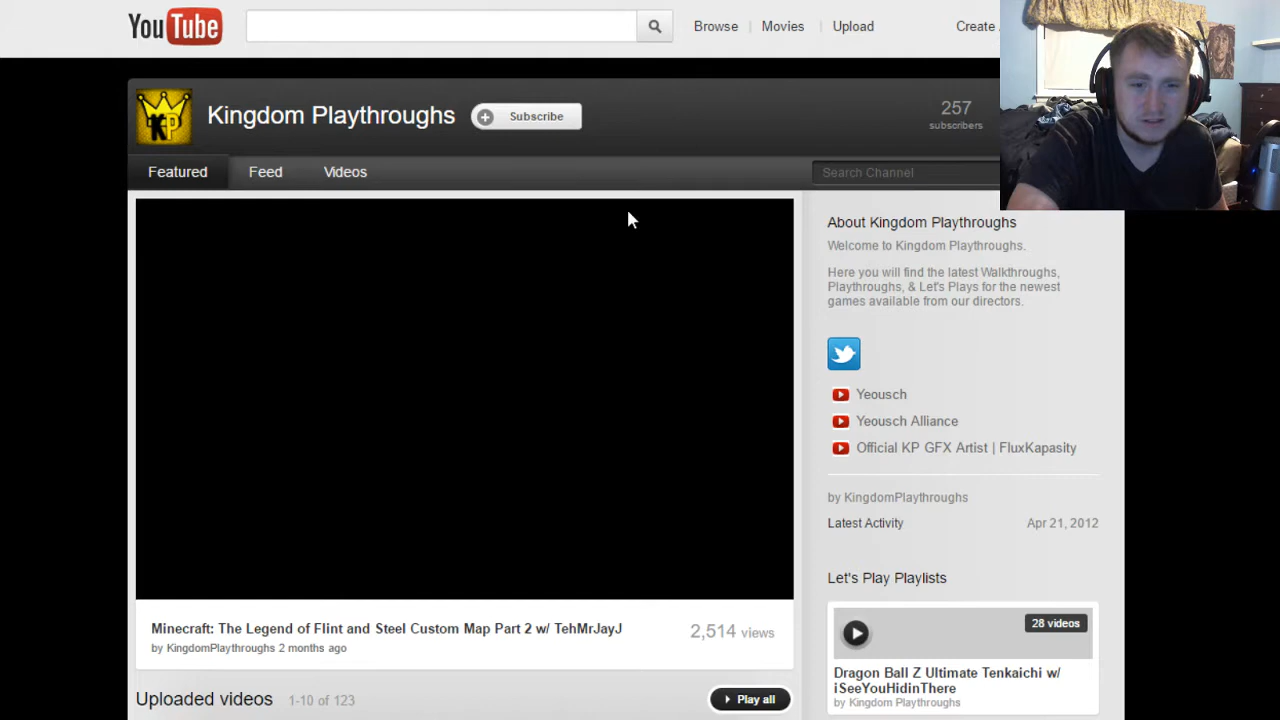 YouTube
Browse
Movies
Upload
Create
KP
Kingdom Playthroughs
Subscribe
257
subscribers
Featured
Feed
Videos
Search Channel
About Kingdom Playthroughs
Welcome to Kingdom Playthroughs.
Here you will find the latest Walkthroughs,
Playthroughs, & Let's Plays for the newest
games available from our directors.
Yeousch
Yeousch Alliance
Official KP GFX Artist | FluxKapasity
by KingdomPlaythroughs
Latest Activity
Apr 21, 2012
Let's Play Playlists
28 videos
Dragon Ball Z Ultimate Tenkaichi w/
iSeeYouHidinThere
by Kingdom Playthroughs
Minecraft: The Legend of Flint and Steel Custom Map Part 2 w/ TehMrJayJ
by KingdomPlaythroughs 2 months ago
2,514 views
Uploaded videos
1-10 of 123
Play all